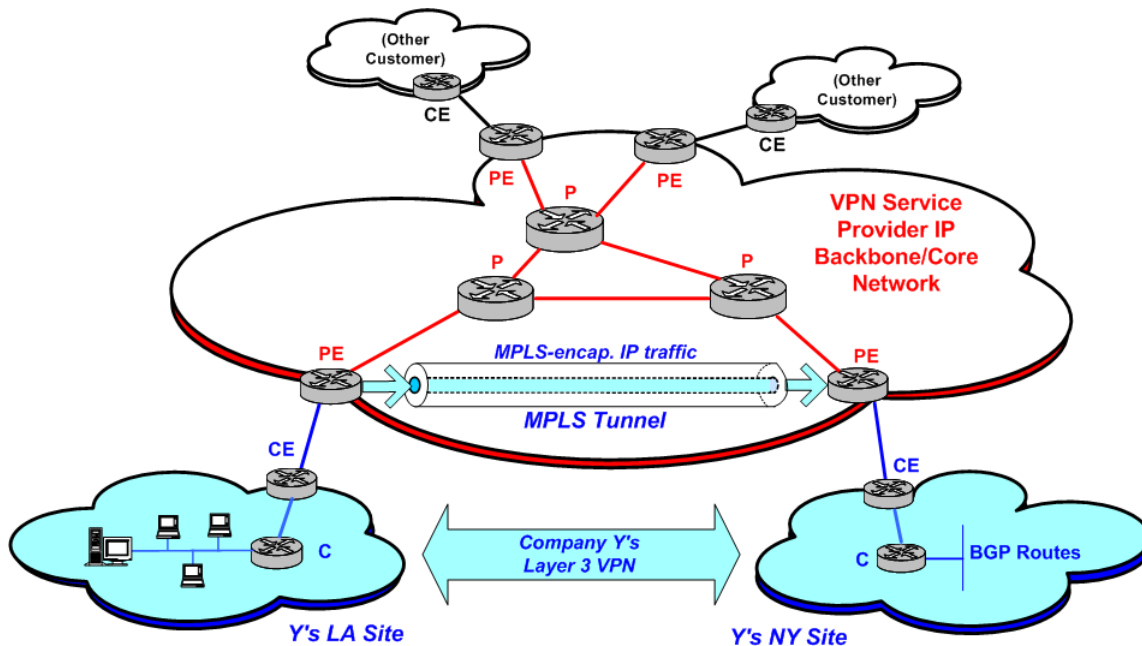 (Other
Customer)
CE
(Other
Customer)
CE
PE
P
PE
VPN Service
Provider IP
Backbone/Core
Network
P
P
PE
MPLS-encap. IP traffic
PE
MPLS Tunnel
CE
CE
C
Company Y's
Layer 3 VPN
C
BGP Routes
Y's LA Site
Y's NY Site